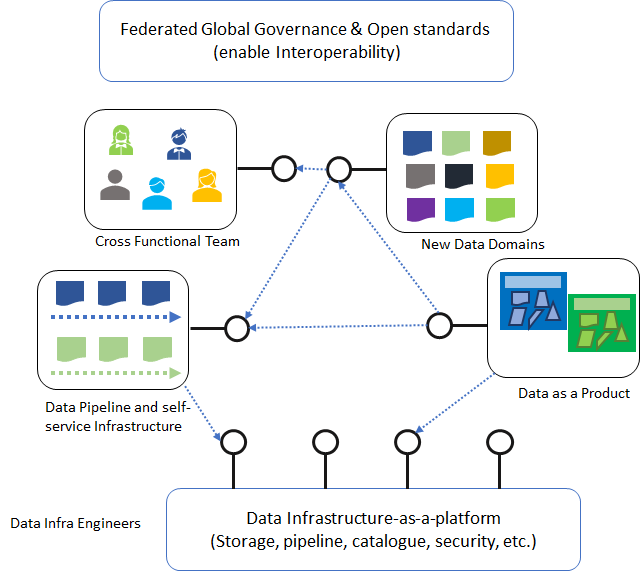 Federated Global Governance & Open standards
(enable Interoperability)
Cross Functional Team
New Data Domains
Data Pipeline and self-
service Infrastructure
Data as a Product
Data Infra Engineers
Data Infrastructure-as-a-platform
(Storage, pipeline, catalogue, security, etc.)